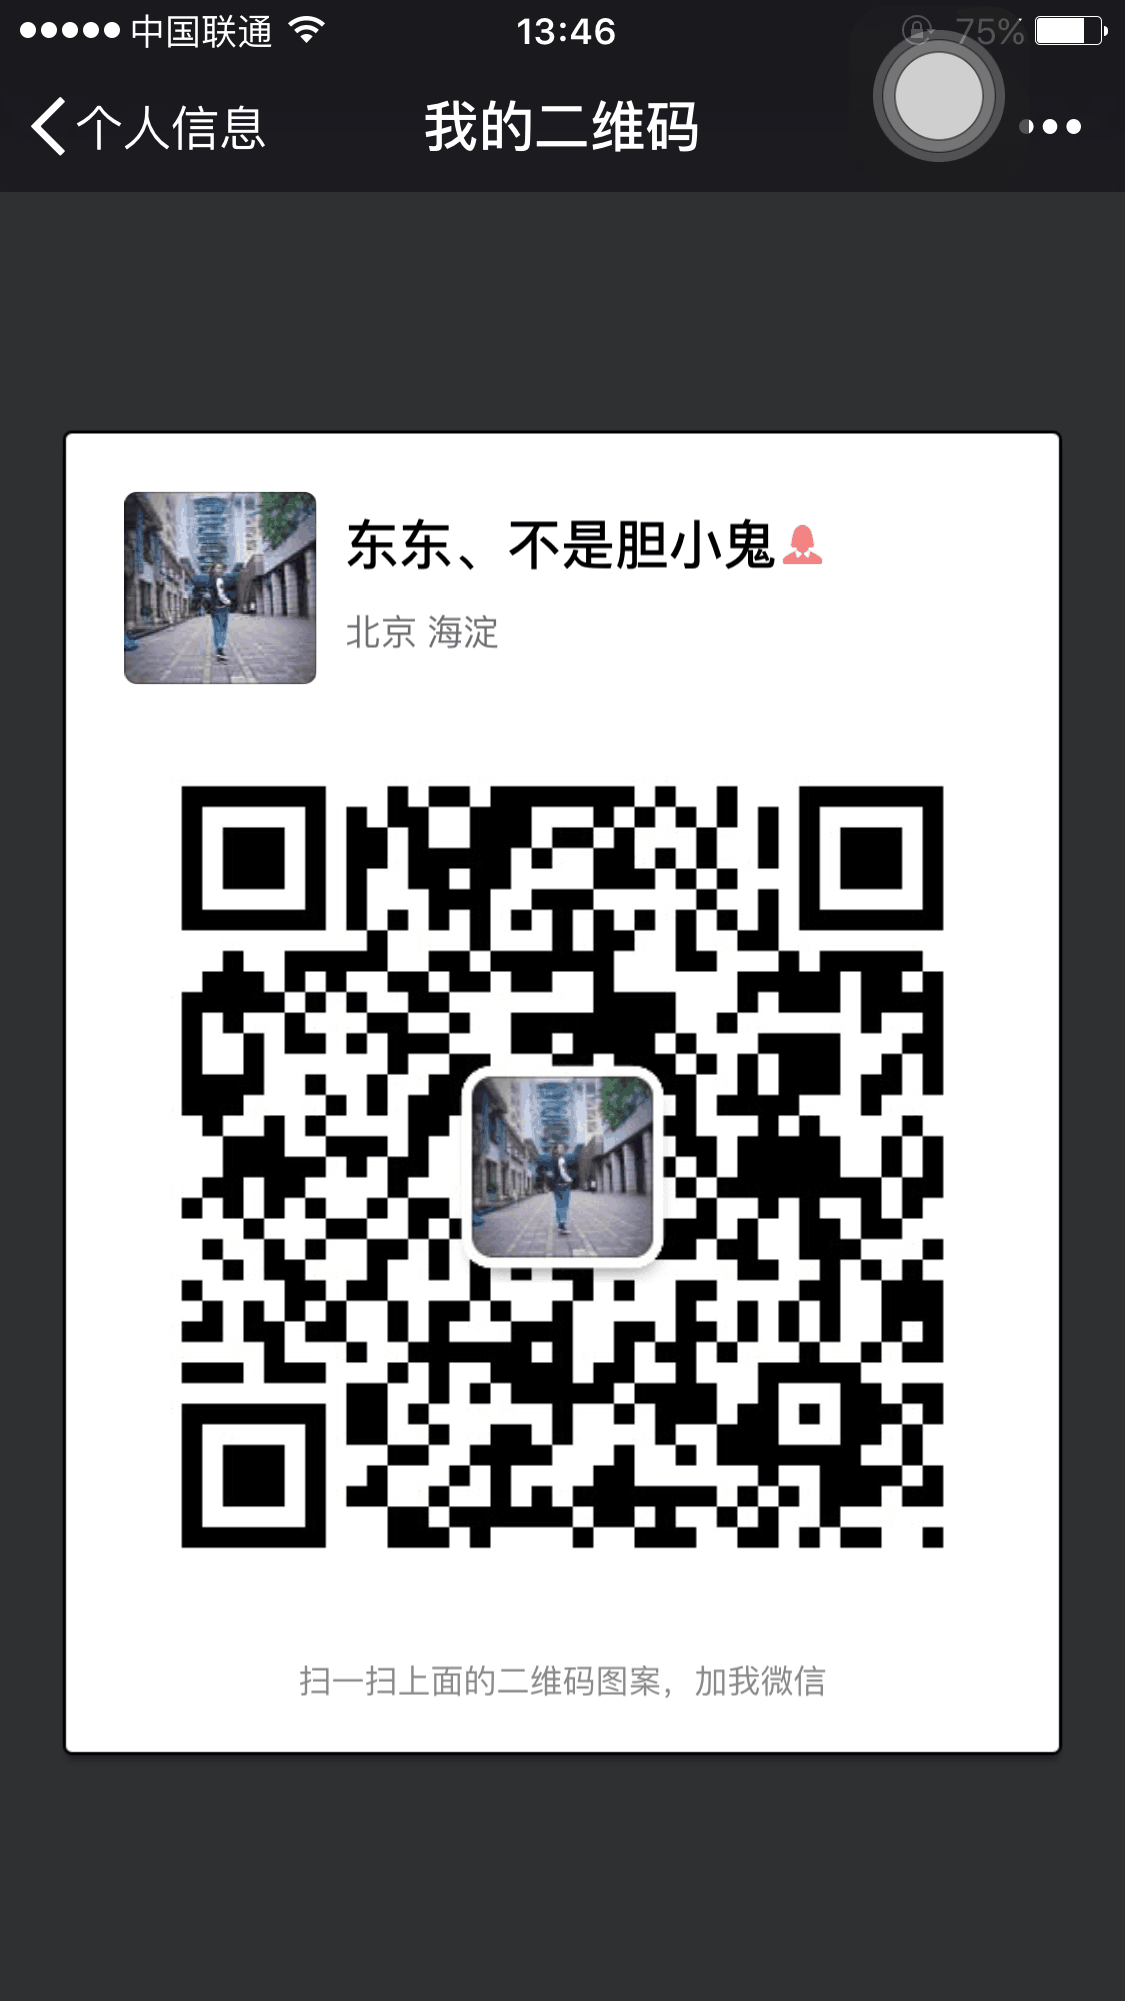 中国联通 13:46 75%
个人信息 我的二维码
东东、不是胆小鬼
北京 海淀
扫一扫上面的二维码图案，加我微信